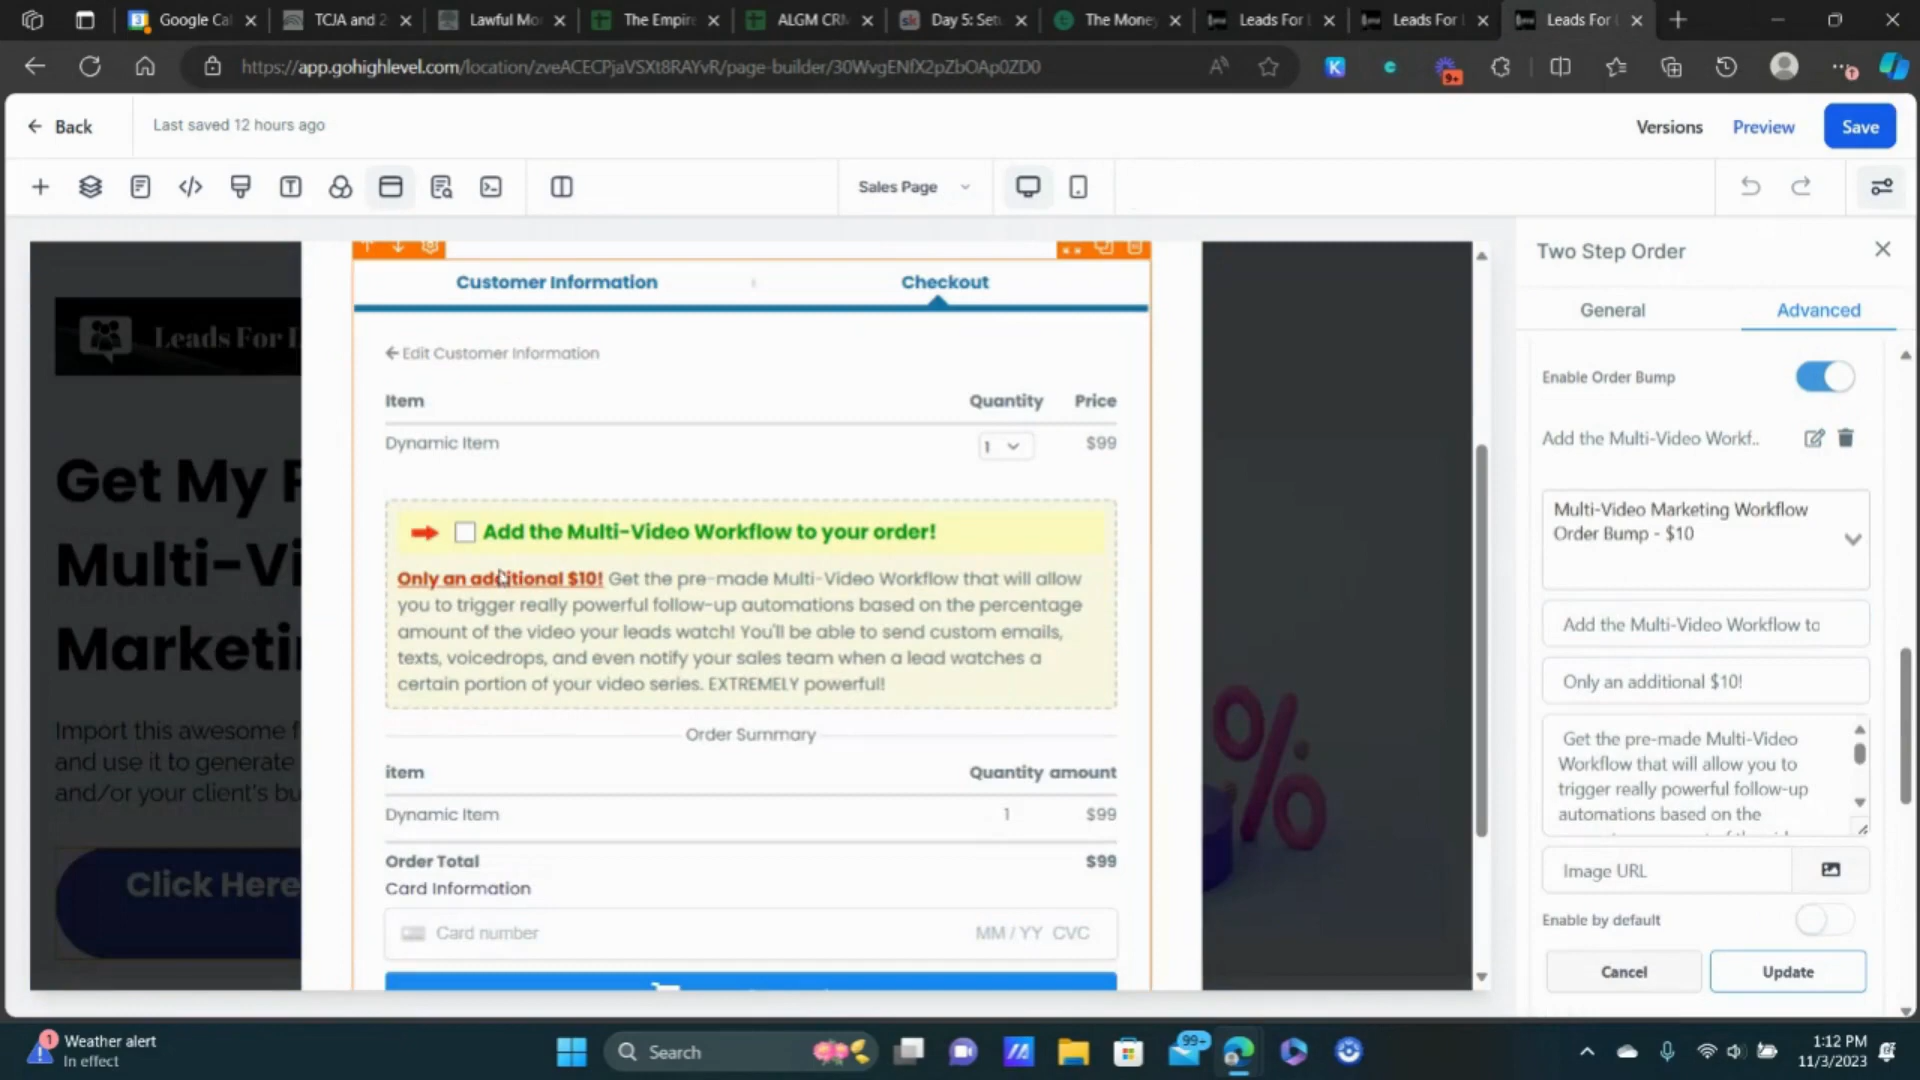 Google Cal
TCJA and 2
Lawful Mo
The Empire
ALGM CRM
Day 5: Setu
The Money
Leads For L
Leads For L
Leads For L
https://app.gohighlevel.com/location/zveACECPjaVSXt8RAYvR/page-builder/30WvgENfX2pZbOAp0ZD0
9+
Back
Last saved 12 hours ago
Versions
Preview
Save
Sales Page
Leads For L
Get My
Multi-Vi
Marketi
Import this awesome f
and use it to generate
and/or your client's bu
Click Here
Customer Information
Checkout
Edit Customer Information
Item Quantity Price
Dynamic Item 1 $99
Add the Multi-Video Workflow to your order!
Only an additional $10! Get the pre-made Multi-Video Workflow that will allow
you to trigger really powerful follow-up automations based on the percentage
amount of the video your leads watch! You'll be able to send custom emails,
texts, voicedrops, and even notify your sales team when a lead watches a
certain portion of your video series. EXTREMELY powerful!
Order Summary
item Quantity amount
Dynamic Item 1 $99
Order Total $99
Card Information
Card number MM / YY CVC
%
Two Step Order
General
Advanced
Enable Order Bump
Add the Multi-Video Workf..
Multi-Video Marketing Workflow
Order Bump - $10
Add the Multi-Video Workflow to
Only an additional $10!
Get the pre-made Multi-Video
Workflow that will allow you to
trigger really powerful follow-up
automations based on the
Image URL
Enable by default
Cancel
Update
1
Weather alert
In effect
Search
99+
1:12 PM
11/3/2023